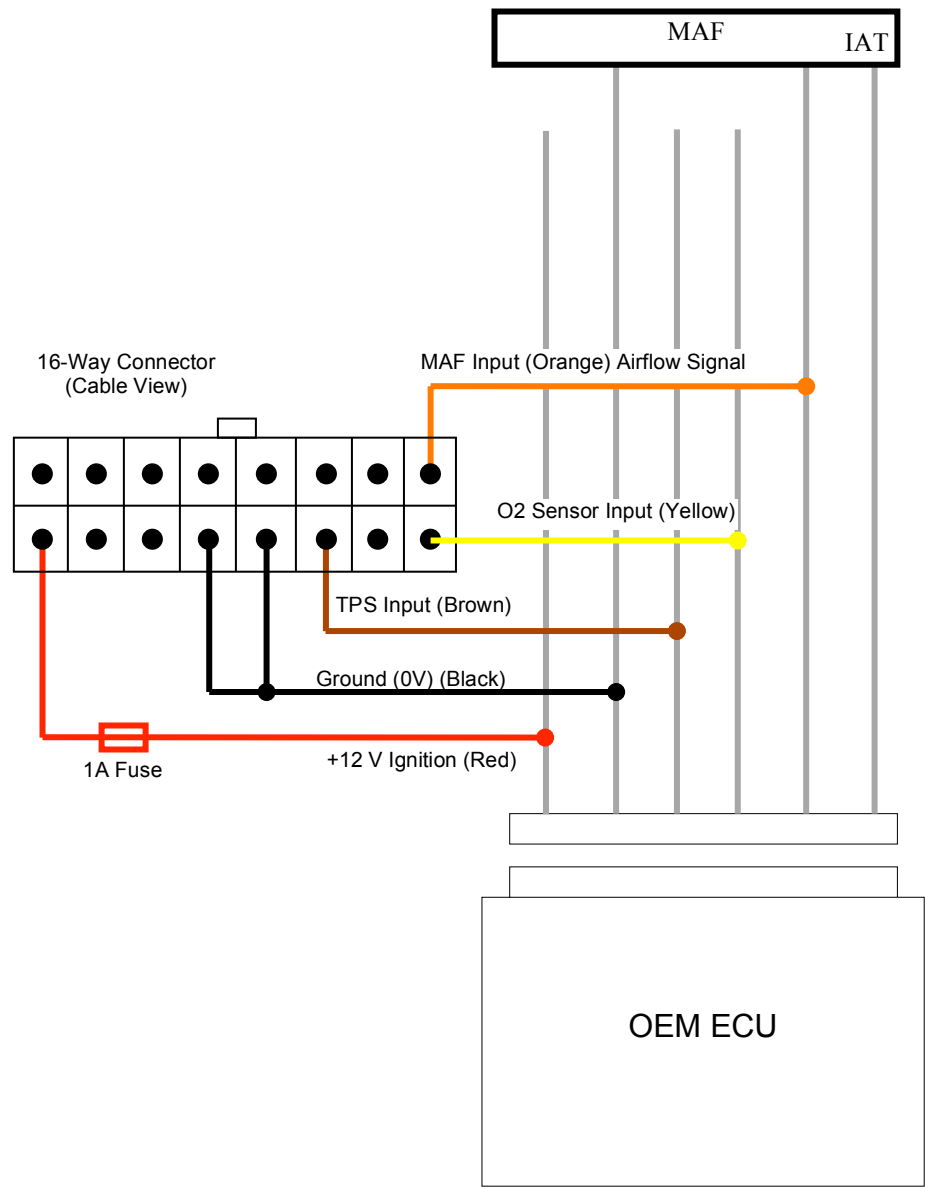 MAF
IAT
16-Way Connector
(Cable View)
MAF Input (Orange) Airflow Signal
O2 Sensor Input (Yellow)
TPS Input (Brown)
Ground (0V) (Black)
+12 V Ignition (Red)
1A Fuse
OEM ECU